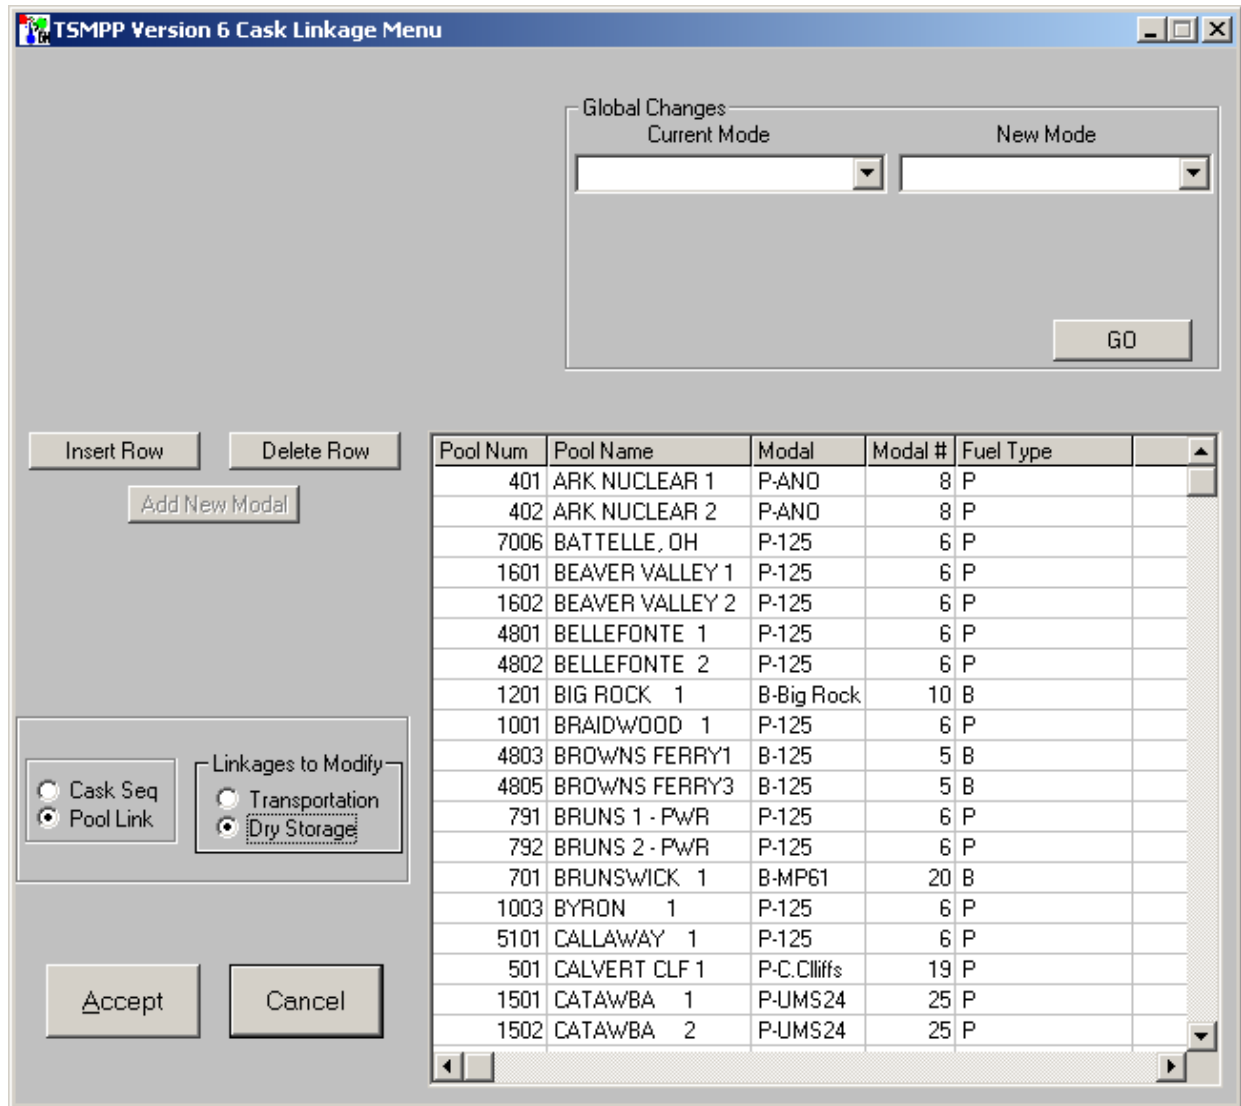 TSMPP Version 6 Cask Linkage Menu
Global Changes
Current Mode New Mode
GO
Insert Row Delete Row
Add New Modal
Cask Seq
Pool Link
Linkages to Modify
Transportation
Dry Storage
Accept Cancel
Pool Num Pool Name Modal Modal # Fuel Type
401 ARK NUCLEAR 1 P-ANO 8 P
402 ARK NUCLEAR 2 P-ANO 8 P
7006 BATTELLE, OH P-125 6 P
1601 BEAVER VALLEY 1 P-125 6 P
1602 BEAVER VALLEY 2 P-125 6 P
4801 BELLEFONTE 1 P-125 6 P
4802 BELLEFONTE 2 P-125 6 P
1201 BIG ROCK 1 B-Big Rock 10 B
1001 BRAIDWOOD 1 P-125 6 P
4803 BROWNS FERRY1 B-125 5 B
4805 BROWNS FERRY3 B-125 5 B
791 BRUNS 1 - PWR P-125 6 P
792 BRUNS 2 - PWR P-125 6 P
701 BRUNSWICK 1 B-MP61 20 B
1003 BYRON 1 P-125 6 P
5101 CALLAWAY 1 P-125 6 P
501 CALVERT CLF 1 P-C.Clliffs 19 P
1501 CATAWBA 1 P-UMS24 25 P
1502 CATAWBA 2 P-UMS24 25 P